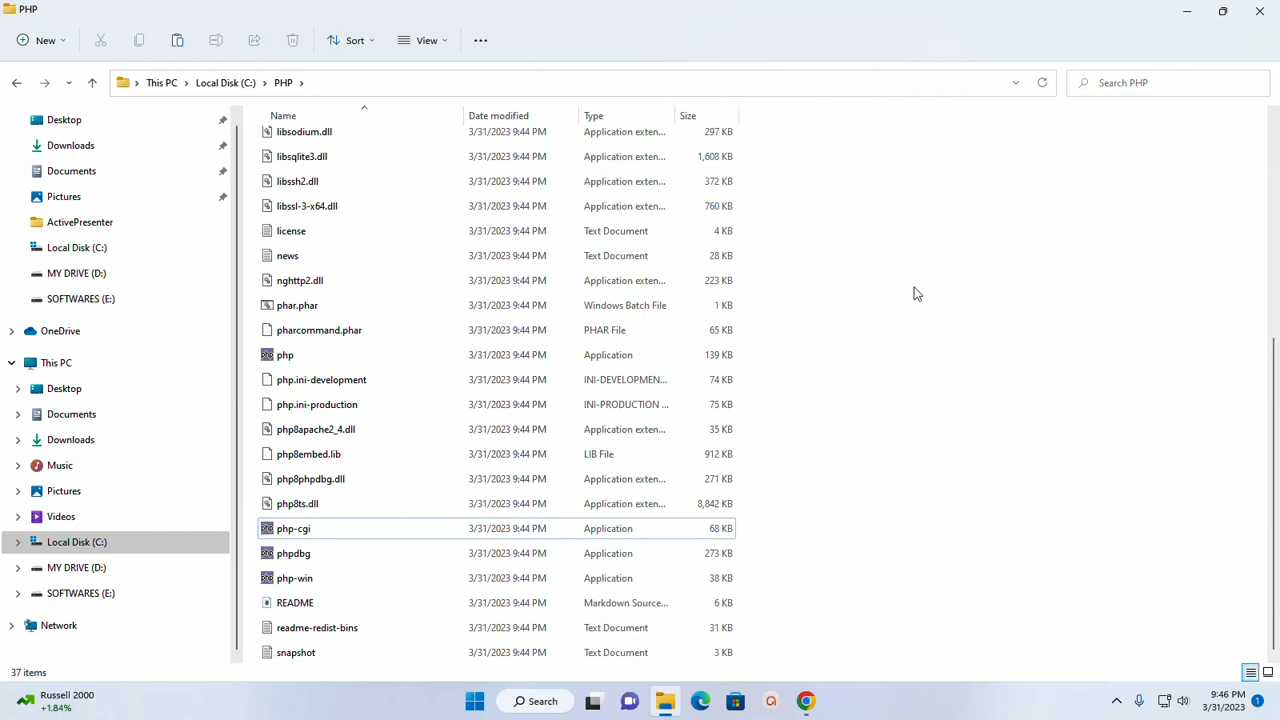 PHP
New
Sort
View
This PC
Local Disk (C:)
PHP
Search PHP
Desktop
Downloads
Documents
Pictures
ActivePresenter
Local Disk (C:)
MY DRIVE (D:)
SOFTWARES (E:)
OneDrive
This PC
Desktop
Documents
Downloads
Music
Pictures
Videos
Local Disk (C:)
MY DRIVE (D:)
SOFTWARES (E:)
Network
Name Date modified Type Size
libsodium.dll 3/31/2023 9:44 PM Application exten... 297 KB
libsqlite3.dll 3/31/2023 9:44 PM Application exten... 1,608 KB
libssh2.dll 3/31/2023 9:44 PM Application exten... 372 KB
libssl-3-x64.dll 3/31/2023 9:44 PM Application exten... 760 KB
license 3/31/2023 9:44 PM Text Document 4 KB
news 3/31/2023 9:44 PM Text Document 28 KB
nghttp2.dll 3/31/2023 9:44 PM Application exten... 223 KB
phar.phar 3/31/2023 9:44 PM Windows Batch File 1 KB
pharcommand.phar 3/31/2023 9:44 PM PHAR File 65 KB
php 3/31/2023 9:44 PM Application 139 KB
php.ini-development 3/31/2023 9:44 PM INI-DEVELOPMEN... 74 KB
php.ini-production 3/31/2023 9:44 PM INI-PRODUCTION ... 75 KB
php8apache2_4.dll 3/31/2023 9:44 PM Application exten... 35 KB
php8embed.lib 3/31/2023 9:44 PM LIB File 912 KB
php8phpdbg.dll 3/31/2023 9:44 PM Application exten... 271 KB
php8ts.dll 3/31/2023 9:44 PM Application exten... 8,842 KB
php-cgi 3/31/2023 9:44 PM Application 68 KB
phpdbg 3/31/2023 9:44 PM Application 273 KB
php-win 3/31/2023 9:44 PM Application 38 KB
README 3/31/2023 9:44 PM Markdown Source... 6 KB
readme-redist-bins 3/31/2023 9:44 PM Text Document 31 KB
snapshot 3/31/2023 9:44 PM Text Document 3 KB
37 items
Russell 2000
+1.84%
Search
9:46 PM
3/31/2023
1